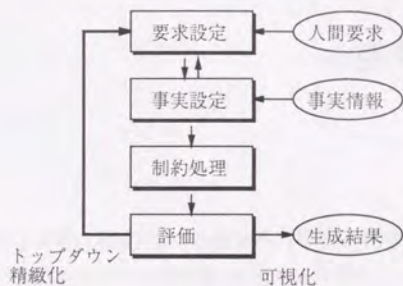 要求設定
人間要求
事実設定
事実情報
制約処理
評価
生成結果
トップダウン
精緻化
可視化